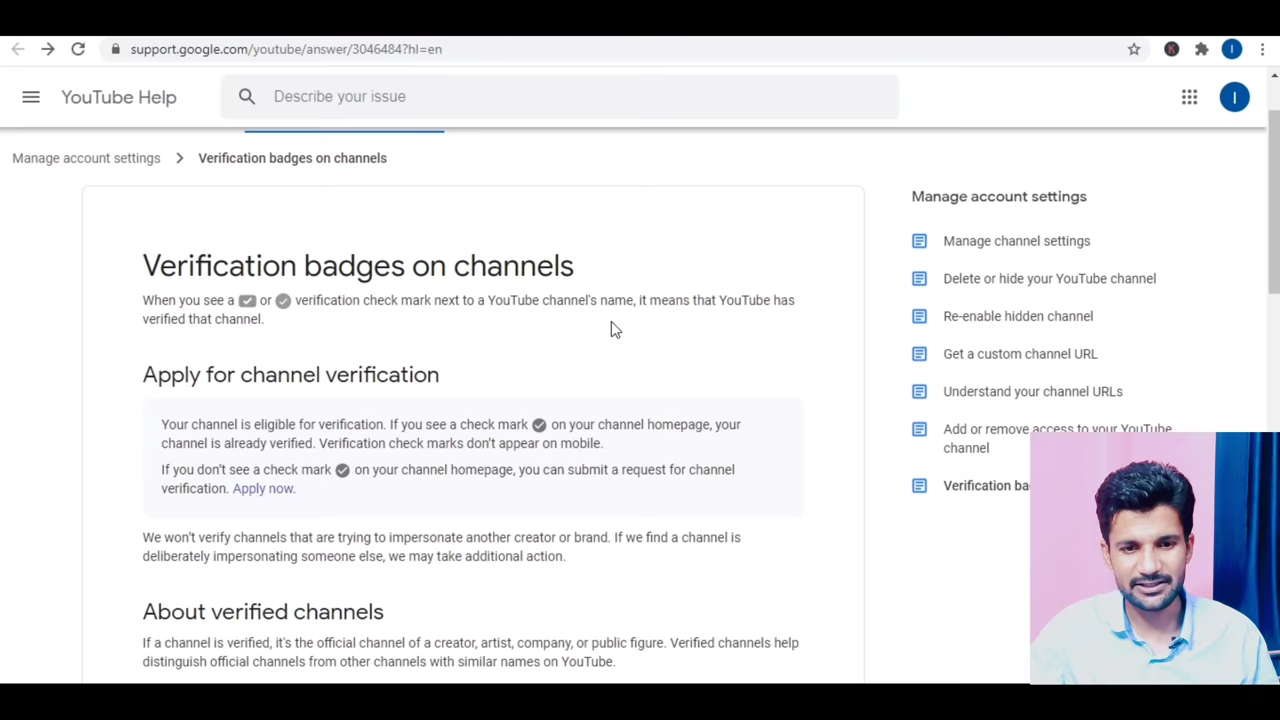 support.google.com/youtube/answer/3046484?hl=en
K
I
YouTube Help
Describe your issue
I
Manage account settings
Verification badges on channels
Verification badges on channels
When you see a or verification check mark next to a YouTube channel's name, it means that YouTube has
verified that channel.
Apply for channel verification
Your channel is eligible for verification. If you see a check mark on your channel homepage, your
channel is already verified. Verification check marks don't appear on mobile.
If you don't see a check mark on your channel homepage, you can submit a request for channel
verification. Apply now.
We won't verify channels that are trying to impersonate another creator or brand. If we find a channel is
deliberately impersonating someone else, we may take additional action.
About verified channels
If a channel is verified, it's the official channel of a creator, artist, company, or public figure. Verified channels help
distinguish official channels from other channels with similar names on YouTube.
Manage account settings
Manage channel settings
Delete or hide your YouTube channel
Re-enable hidden channel
Get a custom channel URL
Understand your channel URLs
Add or remove access to your YouTube
channel
Verification ba